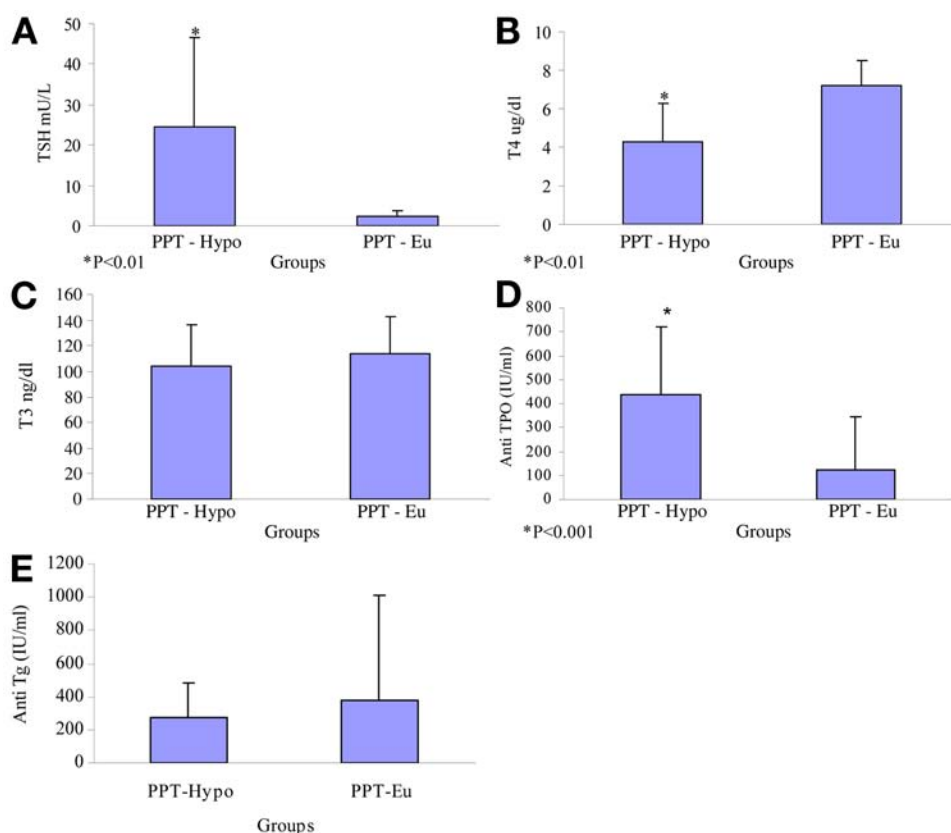 A
50
40
30
20
10
0
TSH mU/L
*
PPT - Hypo
PPT - Eu
*P<0.01
Groups
B
10
8
6
4
2
0
T4 ug/dl
*
PPT - Hypo
PPT - Eu
*P<0.01
Groups
C
160
140
120
100
80
60
40
20
0
T3 ng/dl
PPT - Hypo
PPT - Eu
Groups
D
800
700
600
500
400
300
200
100
0
Anti TPO (IU/ml)
*
PPT - Hypo
PPT - Eu
*P<0.001
Groups
E
1200
1000
800
600
400
200
0
Anti Tg (IU/ml)
PPT-Hypo
PPT-Eu
Groups